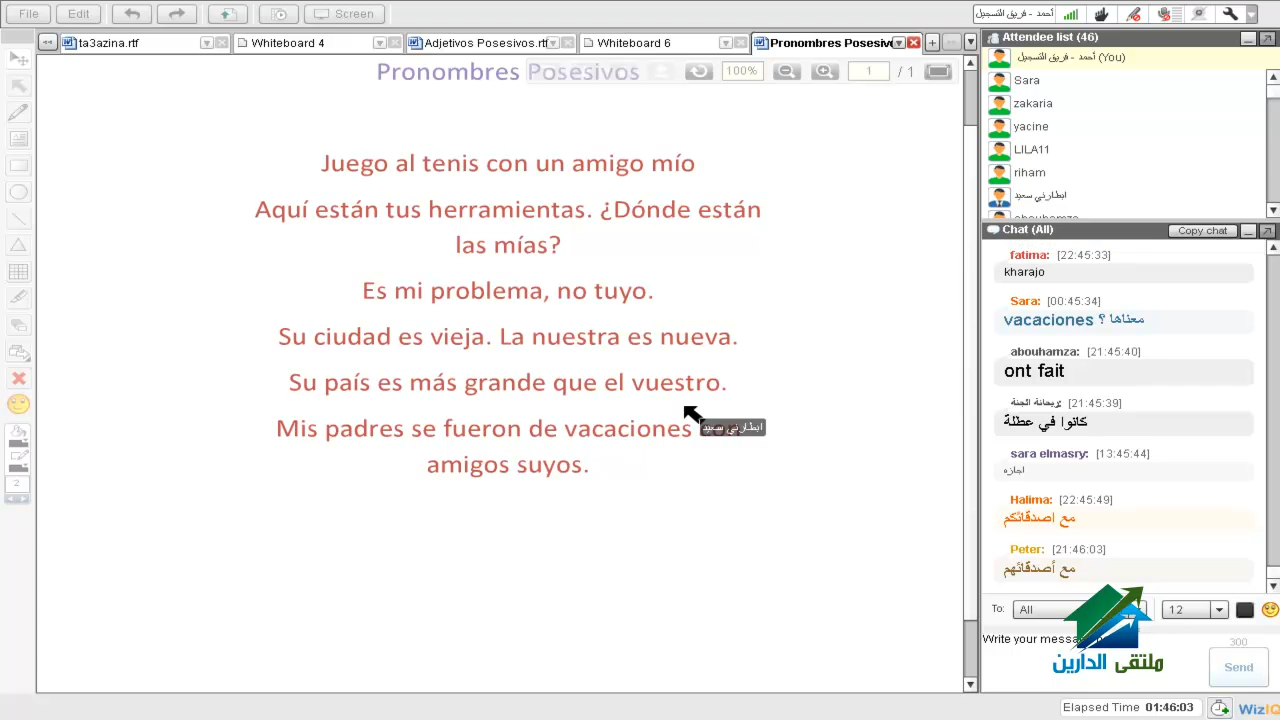 File Edit Screen أحمد - فريق التسجيل
<< ta3azina.rtf Whiteboard 4 Adjetivos Posesivos.rtf Whiteboard 6 Pronombres Posesivo
Pronombres Posesivos 100% 1 / 1
Juego al tenis con un amigo mío
Aquí están tus herramientas. ¿Dónde están
las mías?
Es mi problema, no tuyo.
Su ciudad es vieja. La nuestra es nueva.
Su país es más grande que el vuestro.
Mis padres se fueron de vacaciones
ابطارني سعيد
amigos suyos.
2
Attendee list (46)
أحمد - فريق التسجيل (You)
Sara
zakaria
yacine
LILA11
riham
ابطارني سعيد
abouhamza
Chat (All) Copy chat
fatima: [22:45:33]
kharajo
Sara: [00:45:34]
vacaciones معناها ؟
abouhamza: [21:45:40]
ont fait
ريحانة الجنة: [21:45:39]
كانوا في عطلة
sara elmasry: [13:45:44]
اجازه
Halima: [22:45:49]
مع اصدقائكم
Peter: [21:46:03]
مع أصدقائهم
To: All 12
Write your messa
300
Send
ملتقى الدارين
Elapsed Time 01:46:03 WizIQ